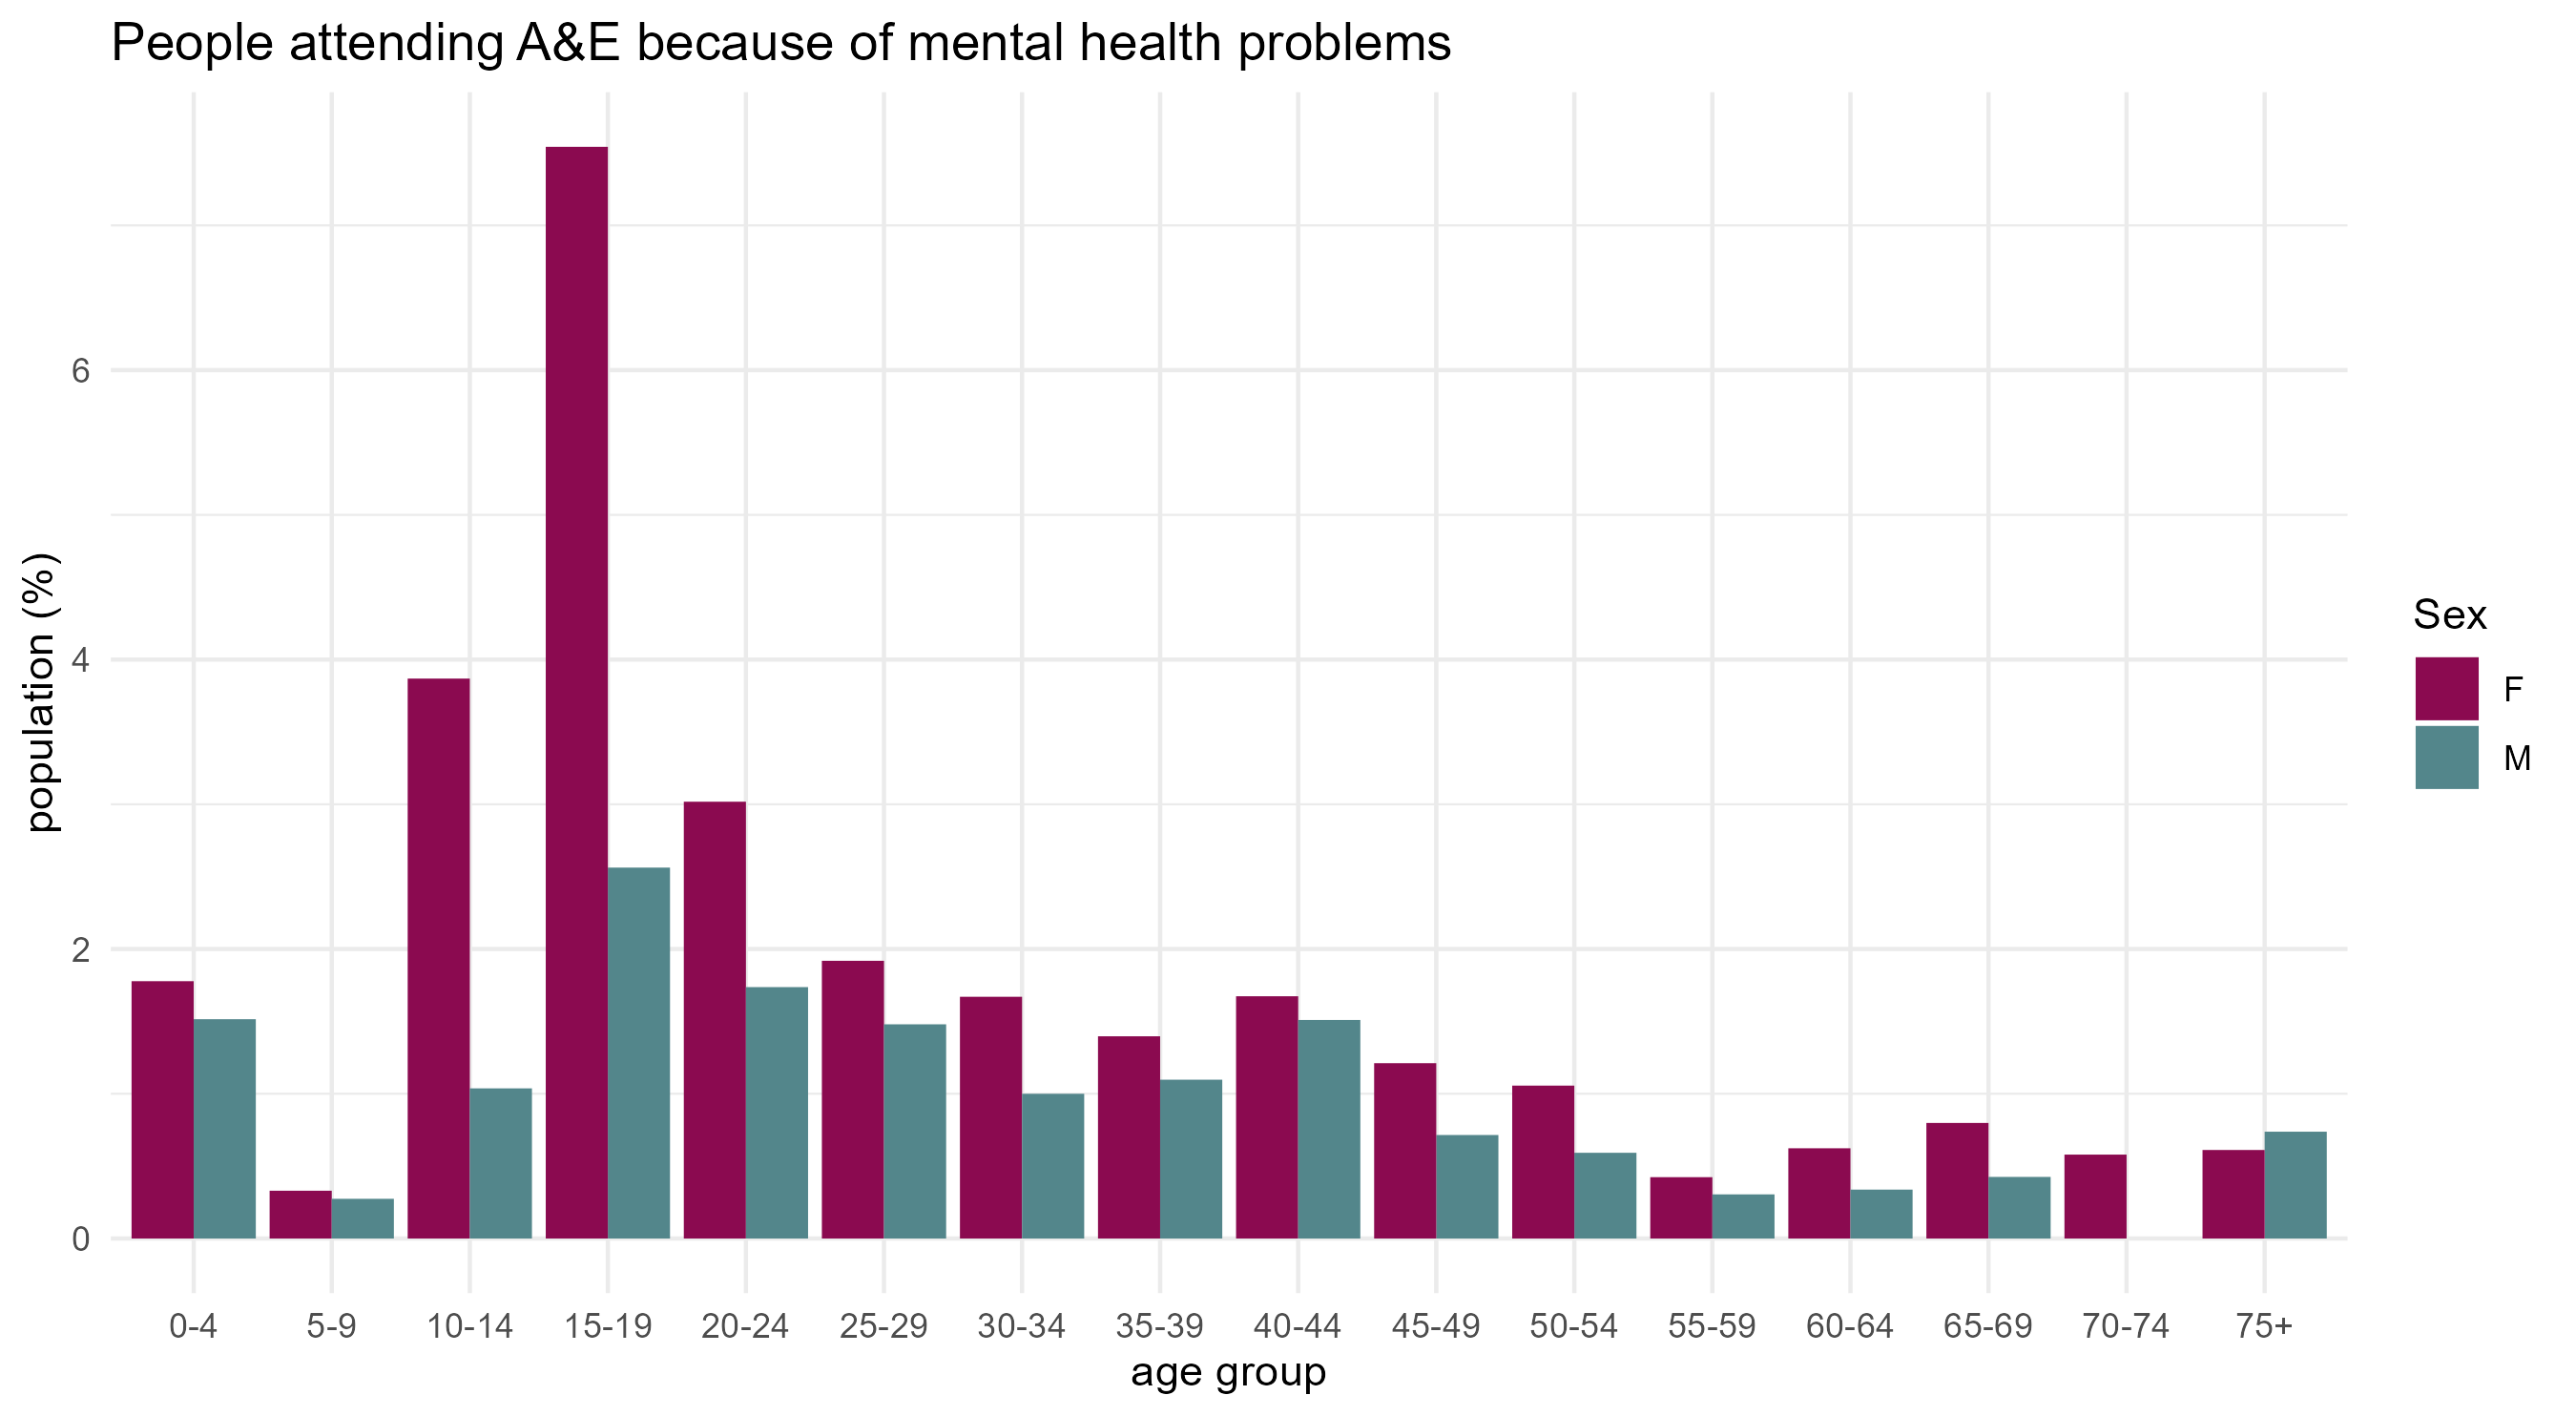 People attending A&E because of mental health problems
population (%)
6
4
2
0
0-4 5-9 10-14 15-19 20-24 25-29 30-34 35-39 40-44 45-49 50-54 55-59 60-64 65-69 70-74 75+
age group
Sex
F
M